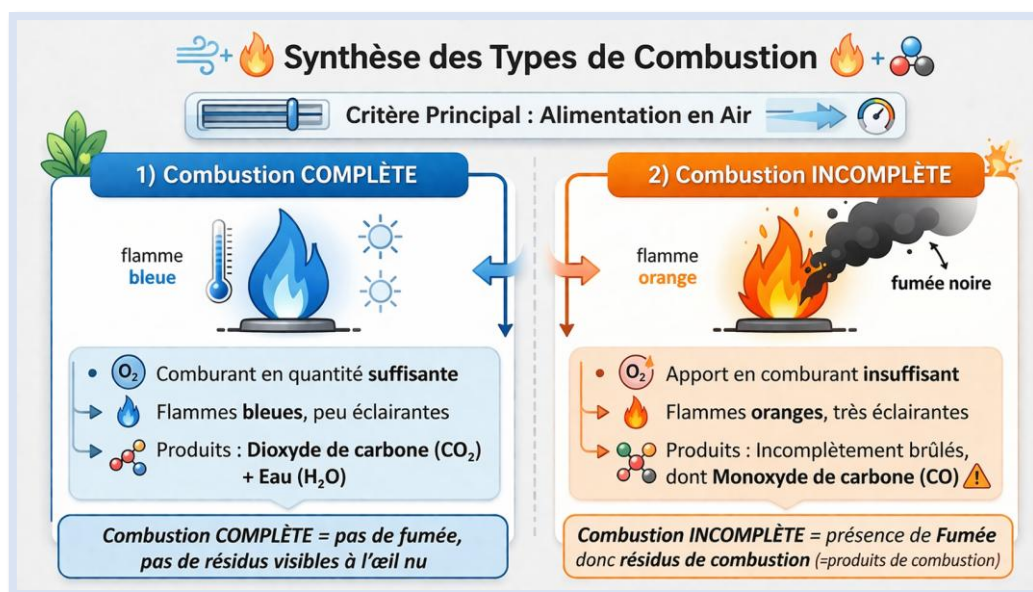 Synthèse des Types de Combustion
Critère Principal : Alimentation en Air
1) Combustion COMPLÈTE
flamme
bleue
O₂ Comburant en quantité suffisante
Flammes bleues, peu éclairantes
Produits : Dioxyde de carbone (CO₂)
+ Eau (H₂O)
Combustion COMPLÈTE = pas de fumée,
pas de résidus visibles à l'œil nu
2) Combustion INCOMPLÈTE
flamme
orange
fumée noire
O₂ Apport en comburant insuffisant
Flammes oranges, très éclairantes
Produits : Incomplètement brûlés,
dont Monoxyde de carbone (CO)
Combustion INCOMPLÈTE = présence de Fumée
donc résidus de combustion (=produits de combustion)